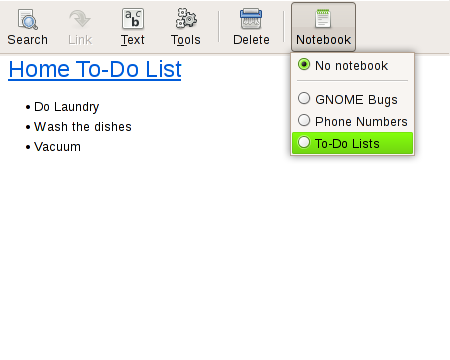 Search Link Text Tools Delete Notebook
Home To-Do List
• Do Laundry
• Wash the dishes
• Vacuum
No notebook
GNOME Bugs
Phone Numbers
To-Do Lists